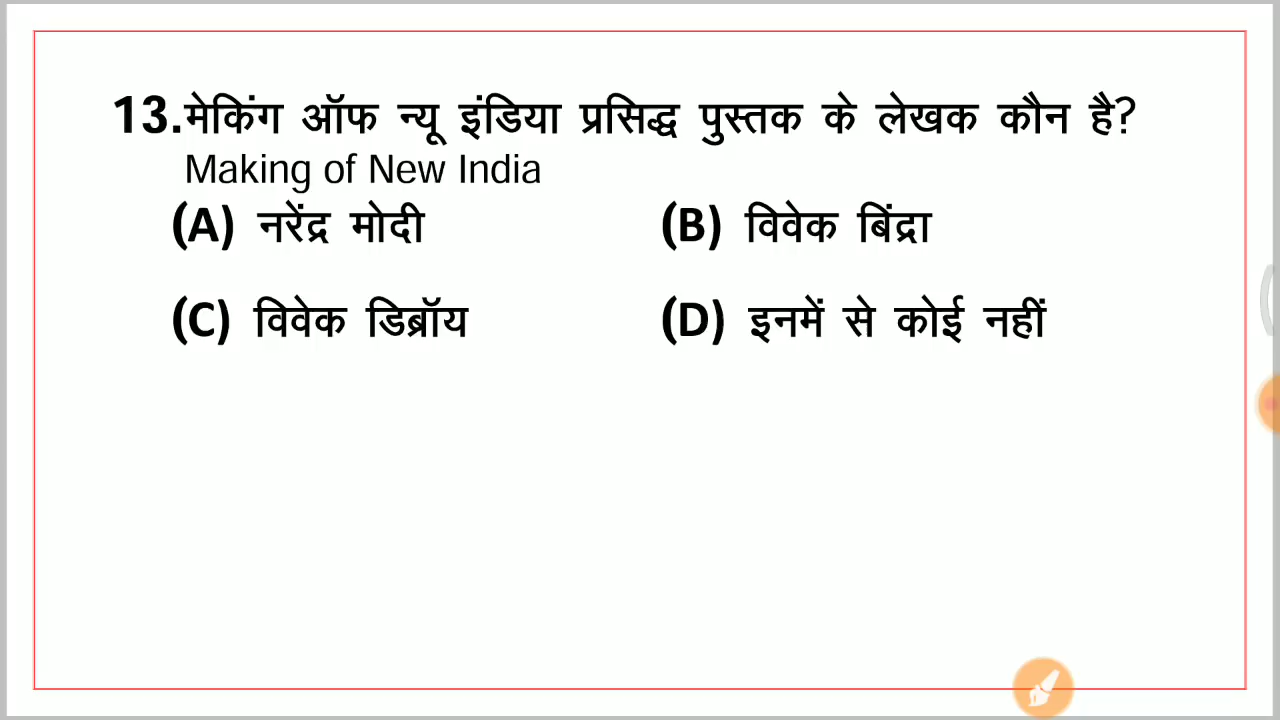 13. मेकिंग ऑफ न्यू इंडिया प्रसिद्ध पुस्तक के लेखक कौन है?
Making of New India
(A) नरेंद्र मोदी (B) विवेक बिंद्रा
(C) विवेक डिब्रॉय (D) इनमें से कोई नहीं